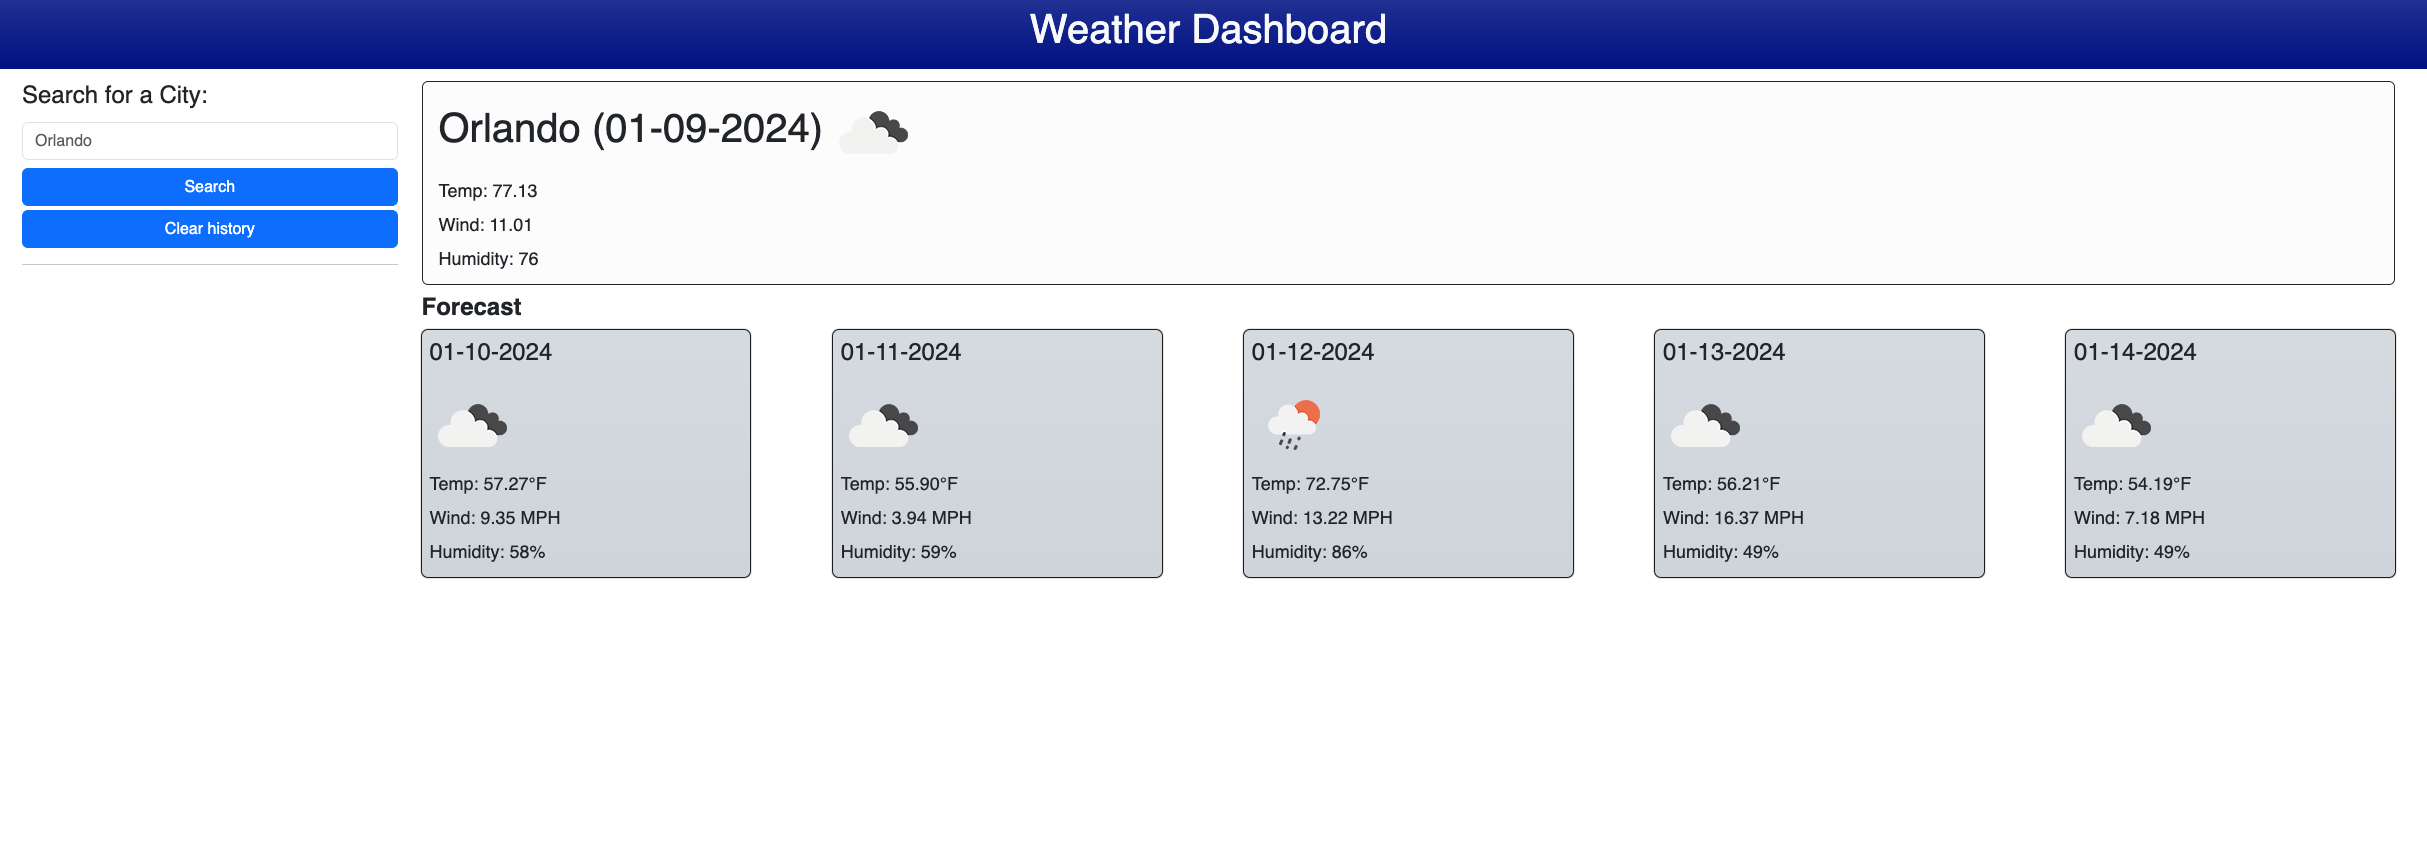 Weather Dashboard
Search for a City:
Orlando
Search
Clear history
Orlando (01-09-2024)
Temp: 77.13
Wind: 11.01
Humidity: 76
Forecast
01-10-2024
Temp: 57.27°F
Wind: 9.35 MPH
Humidity: 58%
01-11-2024
Temp: 55.90°F
Wind: 3.94 MPH
Humidity: 59%
01-12-2024
Temp: 72.75°F
Wind: 13.22 MPH
Humidity: 86%
01-13-2024
Temp: 56.21°F
Wind: 16.37 MPH
Humidity: 49%
01-14-2024
Temp: 54.19°F
Wind: 7.18 MPH
Humidity: 49%